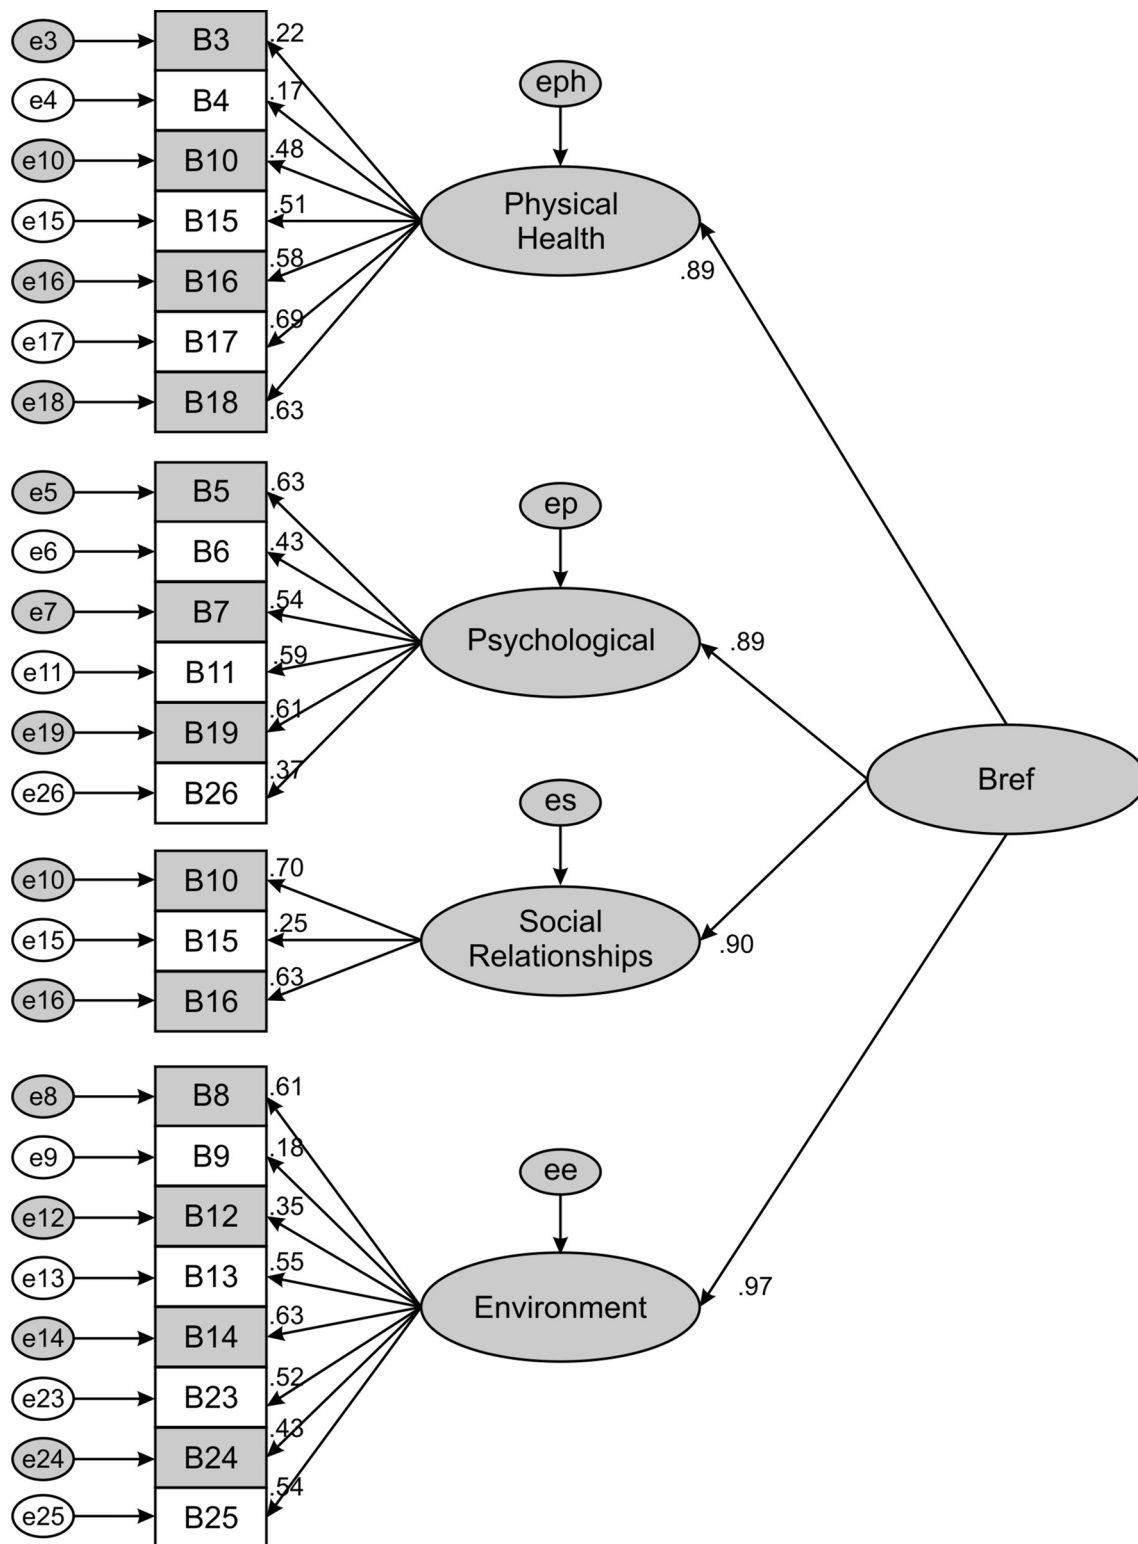 e3 B3 .22
e4 B4 .17
e10 B10 .48
e15 B15 .51
e16 B16 .58
e17 B17 .69
e18 B18 .63
eph
Physical
Health
.89
e5 B5 .63
e6 B6 .43
e7 B7 .54
e11 B11 .59
e19 B19 .61
e26 B26 .37
ep
Psychological
.89
Bref
e10 B10 .70
e15 B15 .25
e16 B16 .63
es
Social
Relationships
.90
e8 B8 .61
e9 B9 .18
e12 B12 .35
e13 B13 .55
e14 B14 .63
e23 B23 .52
e24 B24 .43
e25 B25 .54
ee
Environment
.97